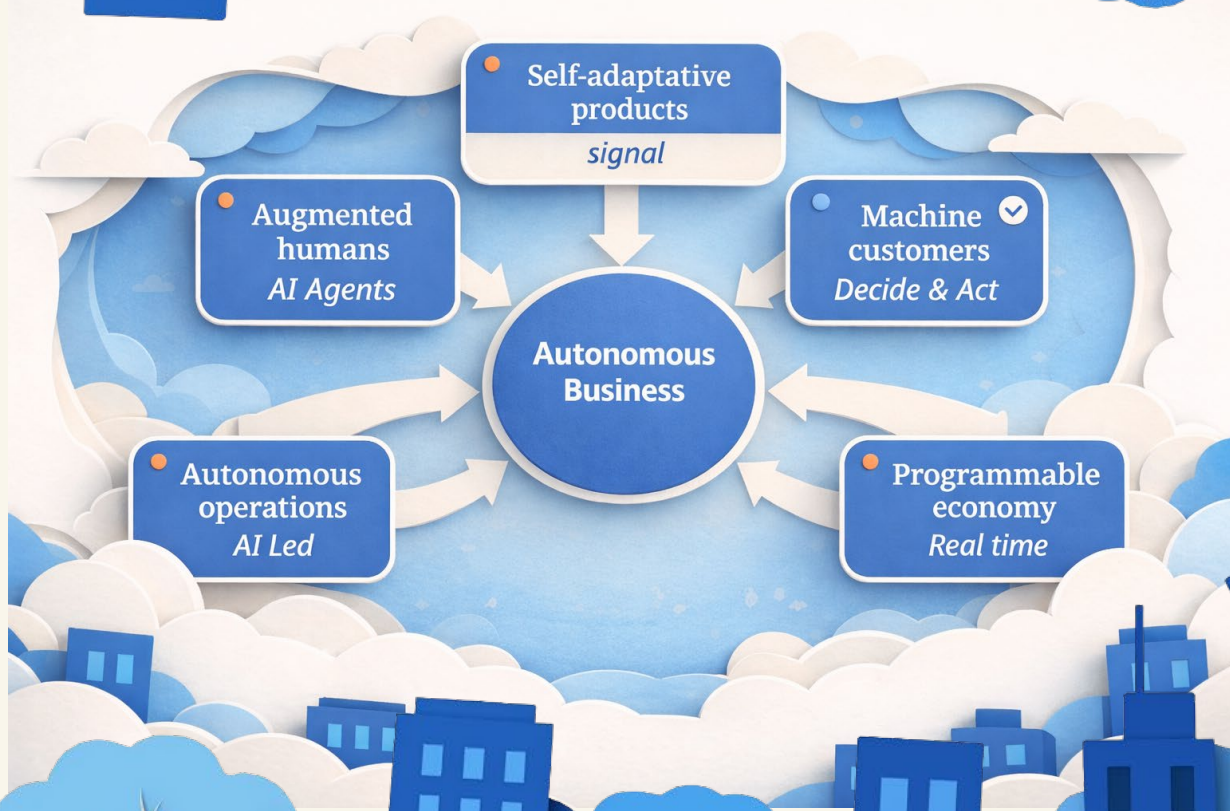 Self-adaptative
products
signal
Augmented
humans
AI Agents
Machine
customers
Decide & Act
Autonomous
Business
Autonomous
operations
AI Led
Programmable
economy
Real time